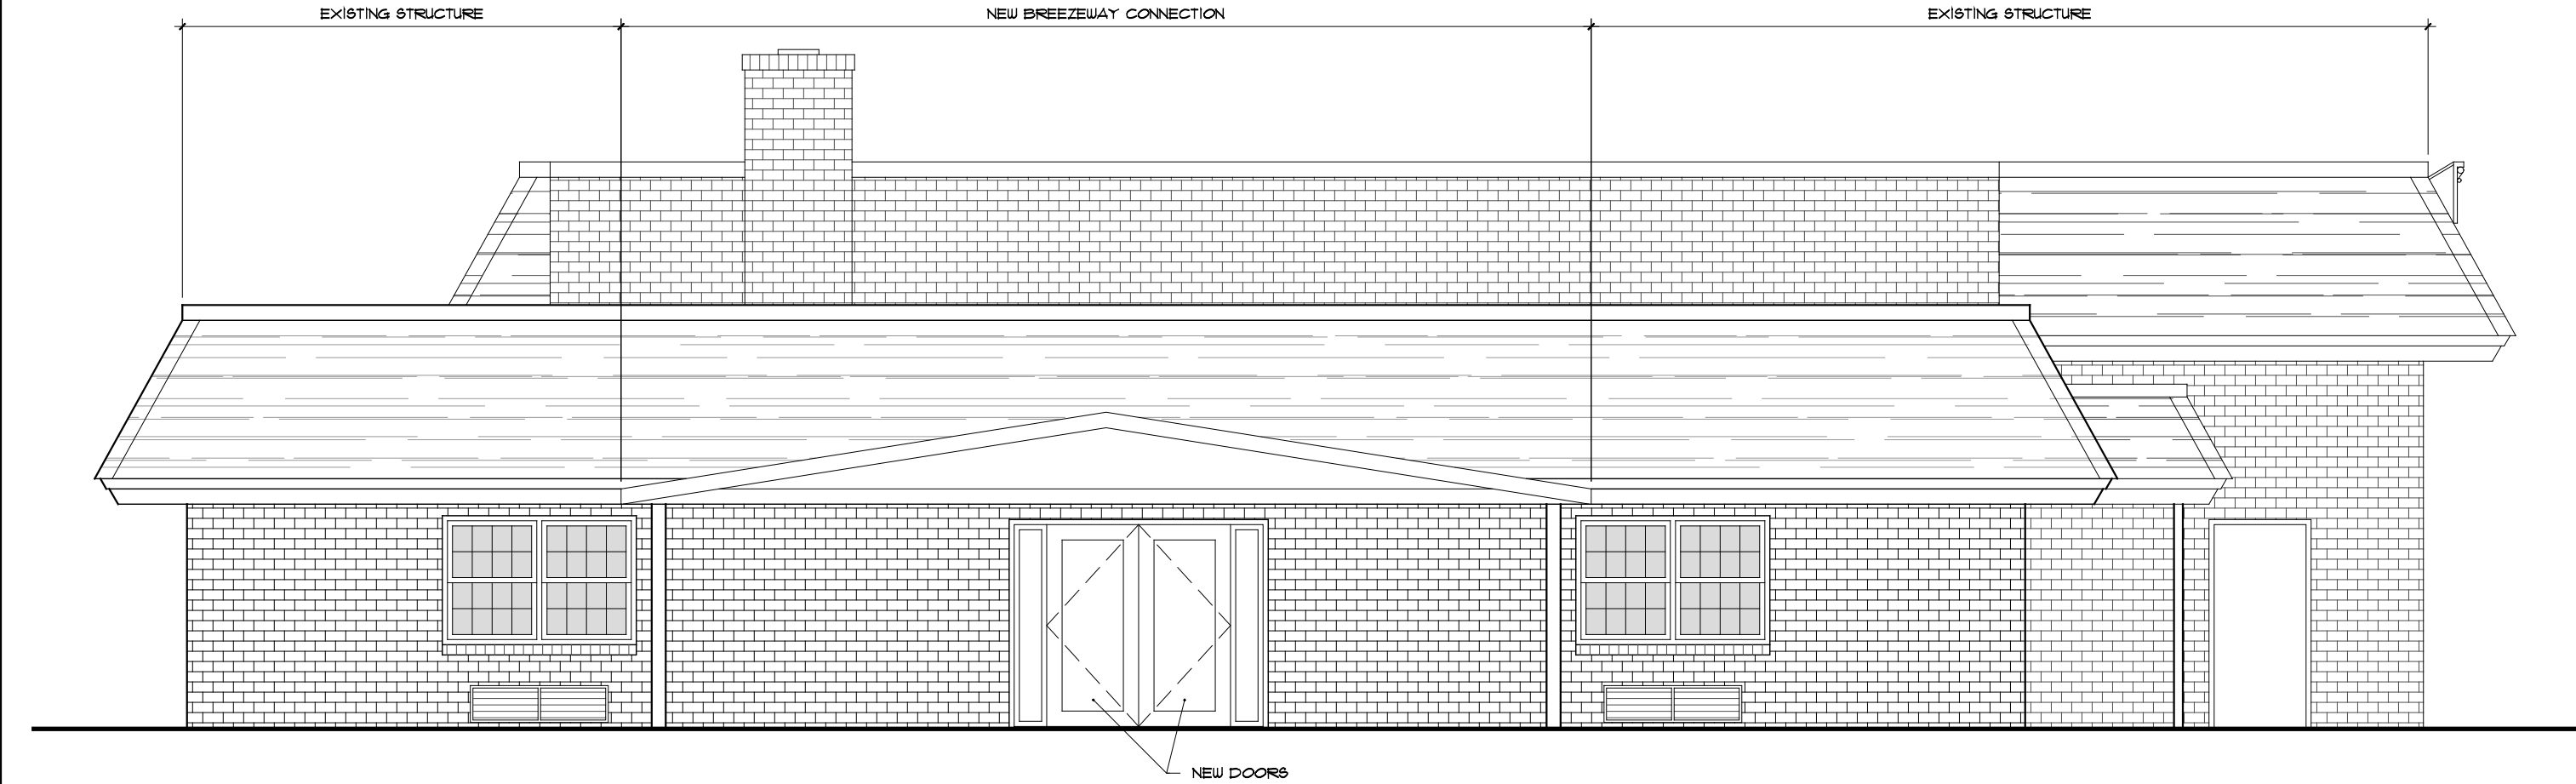 EXISTING STRUCTURE
NEW BREEZEWAY CONNECTION
EXISTING STRUCTURE
NEW DOORS